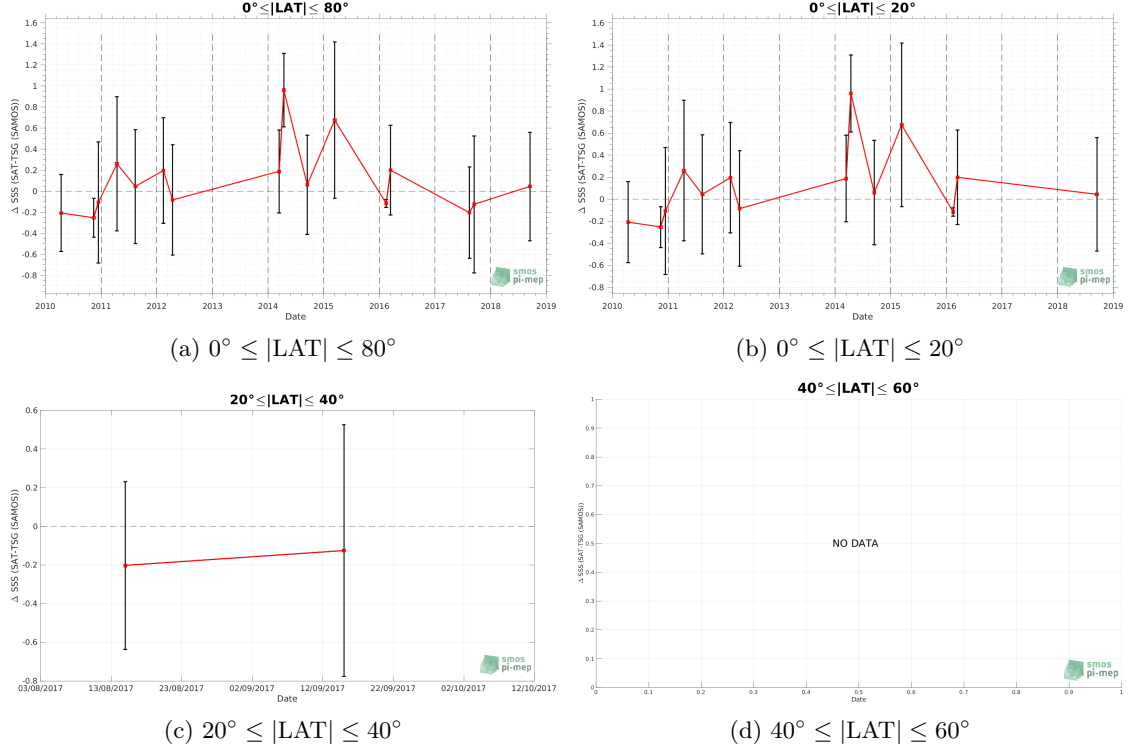 0°≤|LAT|≤ 80°
Δ SSS (SAT-TSG (SAMOS))
1.6
1.4
1.2
1
0.8
0.6
0.4
0.2
0
-0.2
-0.4
-0.6
-0.8
2010 2011 2012 2013 2014 2015 2016 2017 2018 2019
Date
smos
pi-mep
(a) 0° ≤ |LAT| ≤ 80°
0°≤|LAT|≤ 20°
Δ SSS (SAT-TSG (SAMOS))
1.6
1.4
1.2
1
0.8
0.6
0.4
0.2
0
-0.2
-0.4
-0.6
-0.8
2010 2011 2012 2013 2014 2015 2016 2017 2018 2019
Date
smos
pi-mep
(b) 0° ≤ |LAT| ≤ 20°
20°≤|LAT|≤ 40°
Δ SSS (SAT-TSG (SAMOS))
0.6
0.4
0.2
0
-0.2
-0.4
-0.6
-0.8
03/08/2017 13/08/2017 23/08/2017 02/09/2017 12/09/2017 22/09/2017 02/10/2017 12/10/2017
Date
smos
pi-mep
(c) 20° ≤ |LAT| ≤ 40°
40°≤|LAT|≤ 60°
Δ SSS (SAT-TSG (SAMOS))
1
0.9
0.8
0.7
0.6
0.5
0.4
0.3
0.2
0.1
0
NO DATA
0 0.1 0.2 0.3 0.4 0.5 0.6 0.7 0.8 0.9 1
Date
smos
pi-mep
(d) 40° ≤ |LAT| ≤ 60°